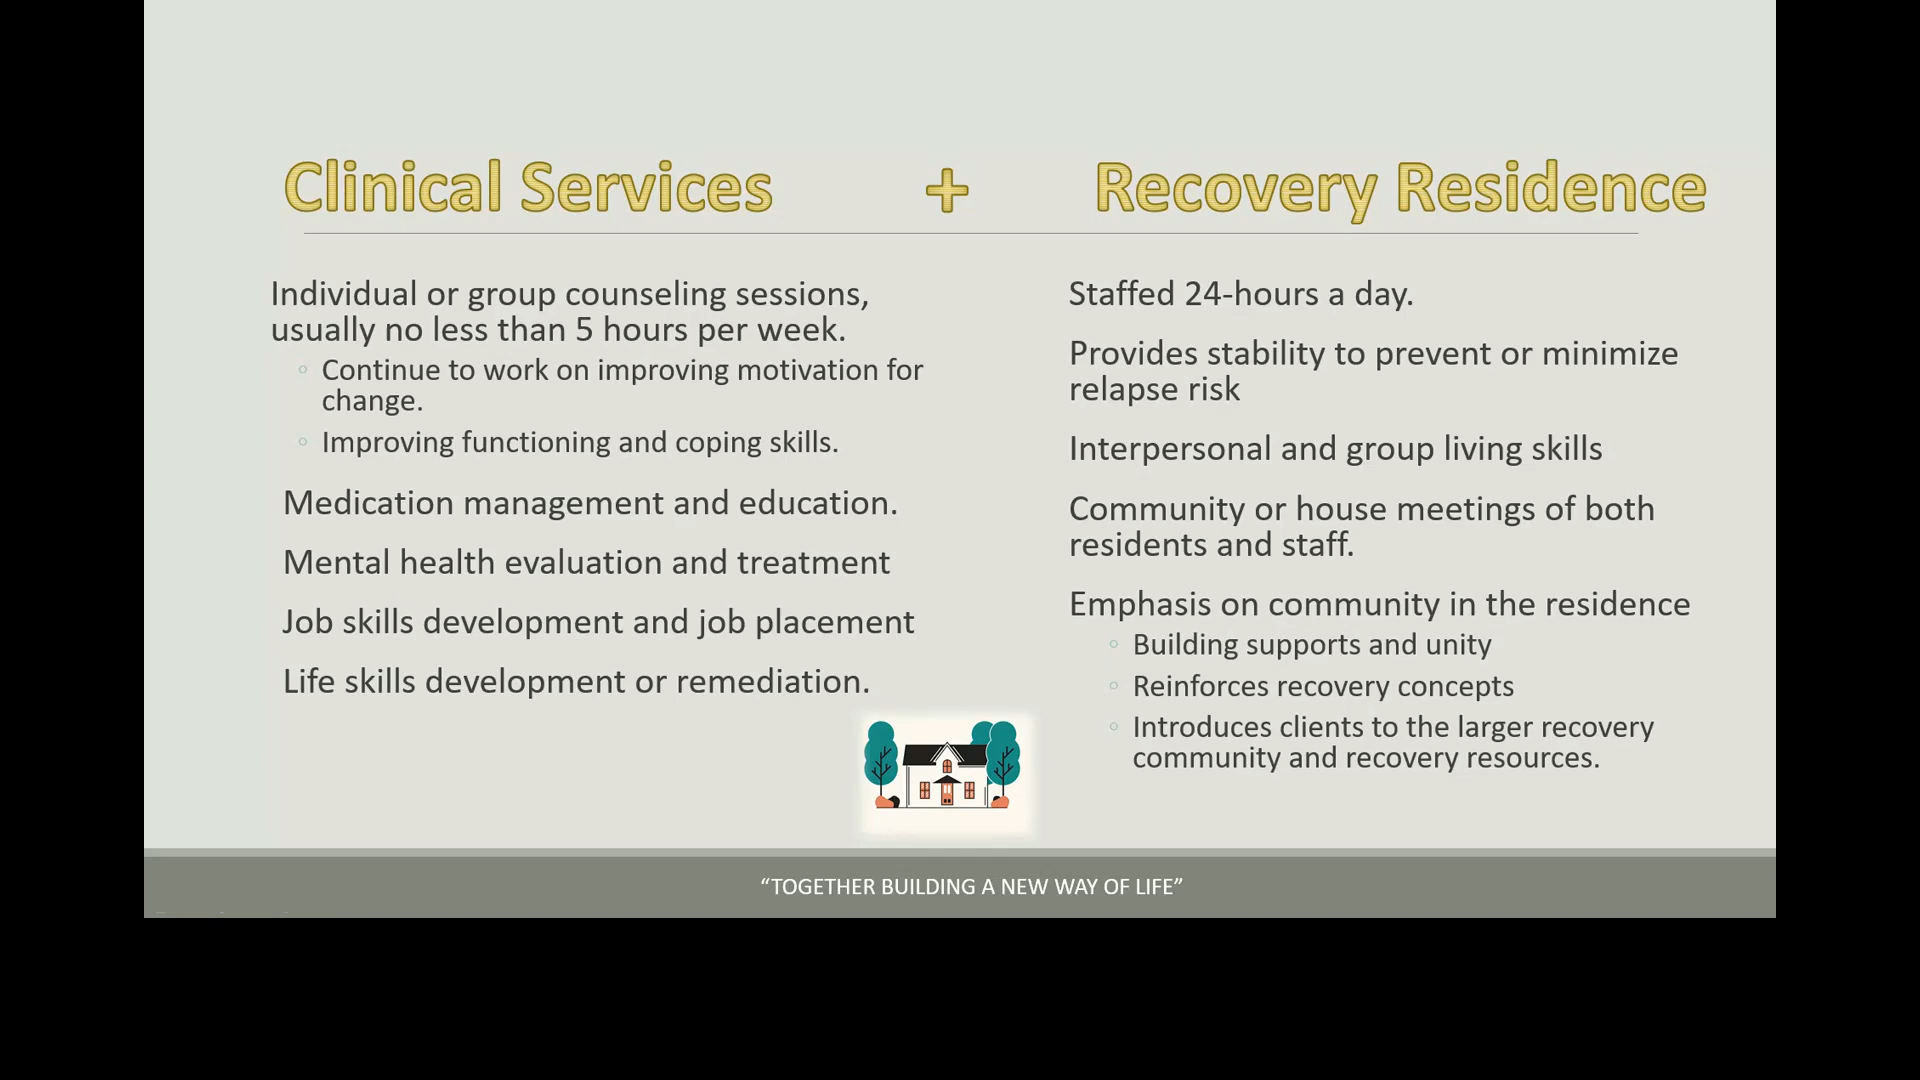 Clinical Services + Recovery Residence
Individual or group counseling sessions,
usually no less than 5 hours per week.
◦ Continue to work on improving motivation for
change.
◦ Improving functioning and coping skills.
Medication management and education.
Mental health evaluation and treatment
Job skills development and job placement
Life skills development or remediation.
Staffed 24-hours a day.
Provides stability to prevent or minimize
relapse risk
Interpersonal and group living skills
Community or house meetings of both
residents and staff.
Emphasis on community in the residence
◦ Building supports and unity
◦ Reinforces recovery concepts
◦ Introduces clients to the larger recovery
community and recovery resources.
“TOGETHER BUILDING A NEW WAY OF LIFE”